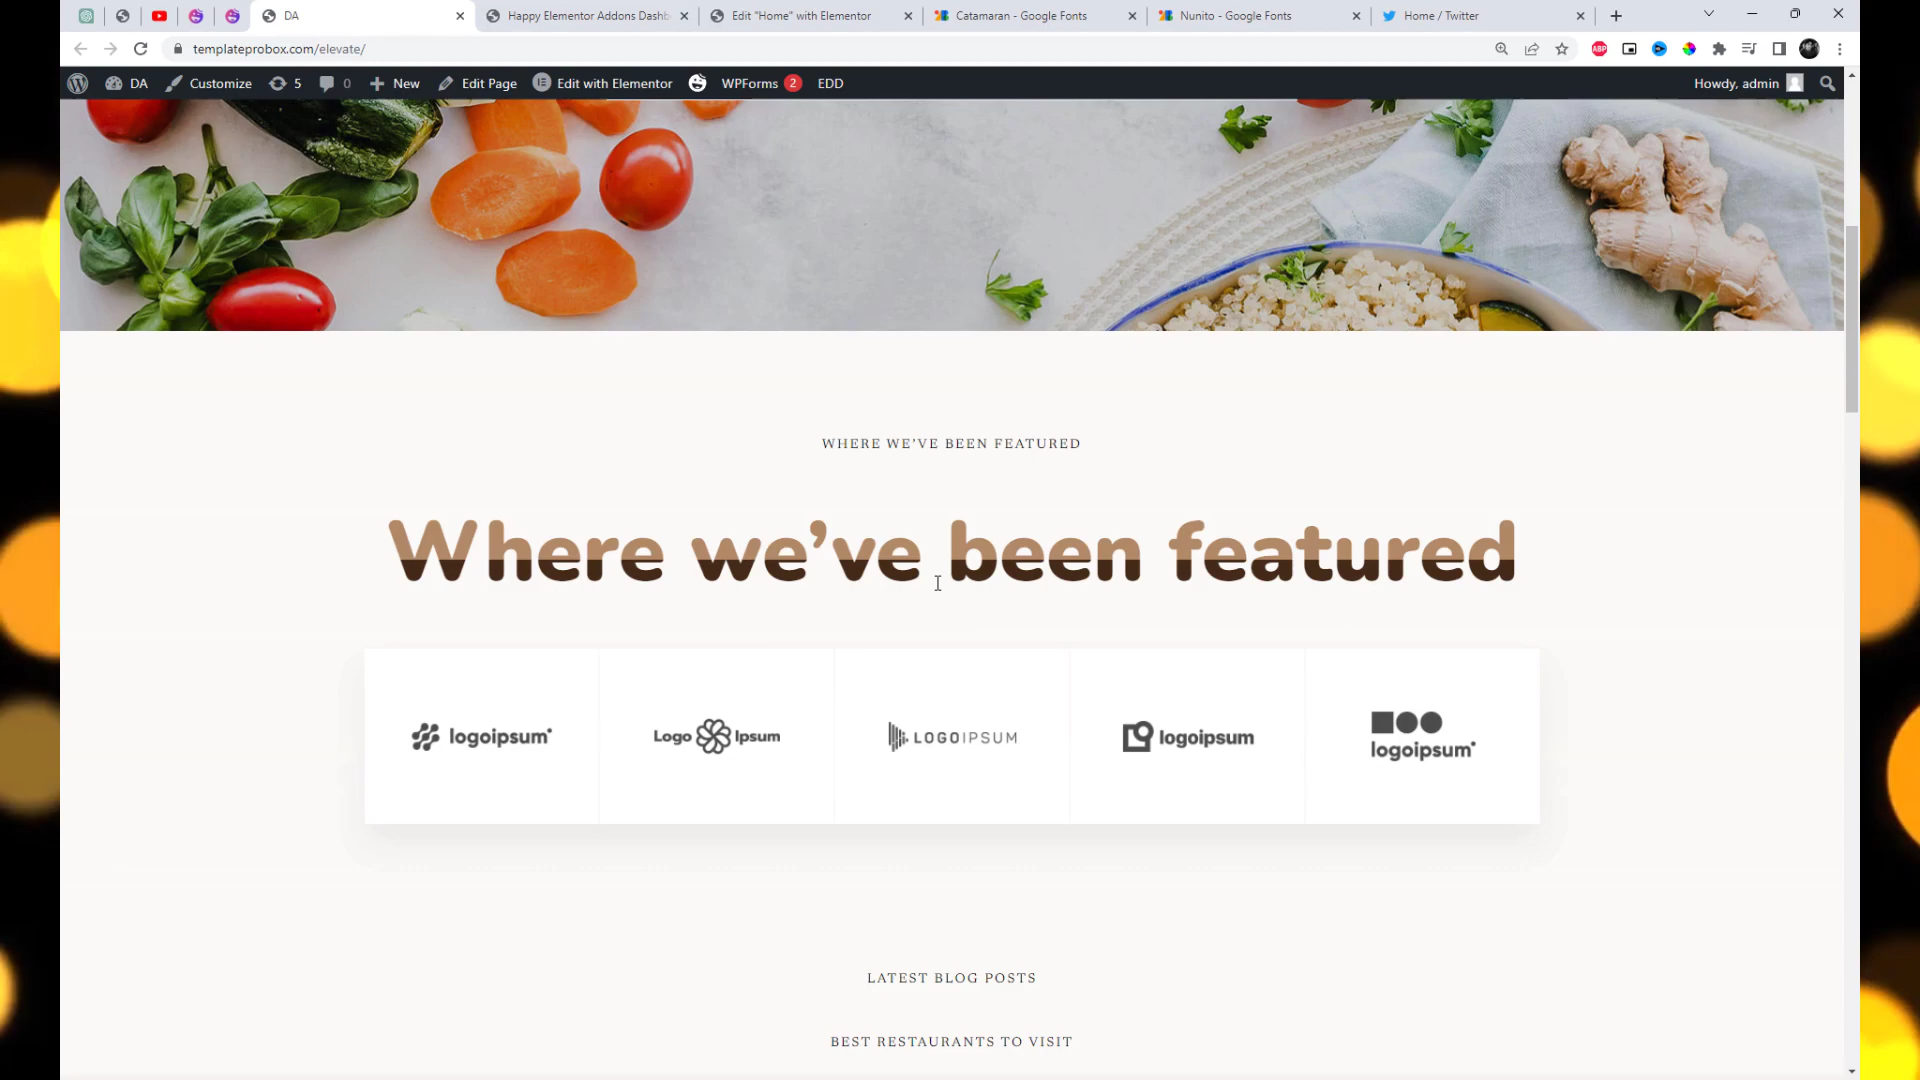 DA
Happy Elementor Addons Dashb
Edit "Home" with Elementor
Catamaran - Google Fonts
Nunito - Google Fonts
Home / Twitter
templateprobox.com/elevate/
ABP
DA
Customize
5
0
New
Edit Page
Edit with Elementor
WPForms 2
EDD
Howdy, admin
WHERE WE’VE BEEN FEATURED
Where we’ve been featured
logoipsum
Logo Ipsum
LOGOIPSUM
logoipsum
logoipsum
LATEST BLOG POSTS
BEST RESTAURANTS TO VISIT